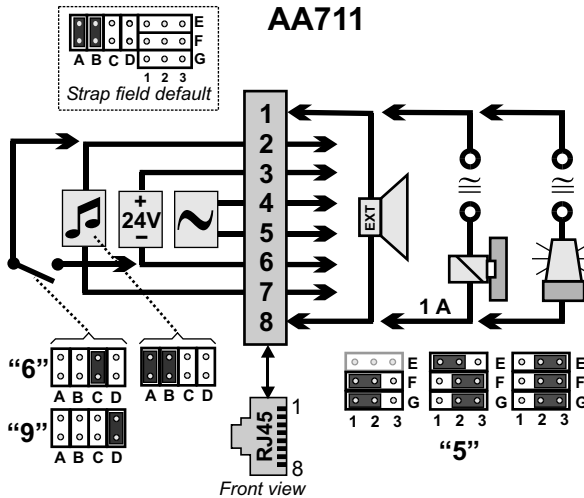 AA711
E
F
A B C D G
1 2 3
Strap field default
1
2
3
4
5
6
7
8
+
24V
−
EXT
1 A
“6”
A B C D
“9”
A B C D
RJ45
1
8
Front view
E
F
G
1 2 3
E
F
G
1 2 3
E
F
G
1 2 3
“5”